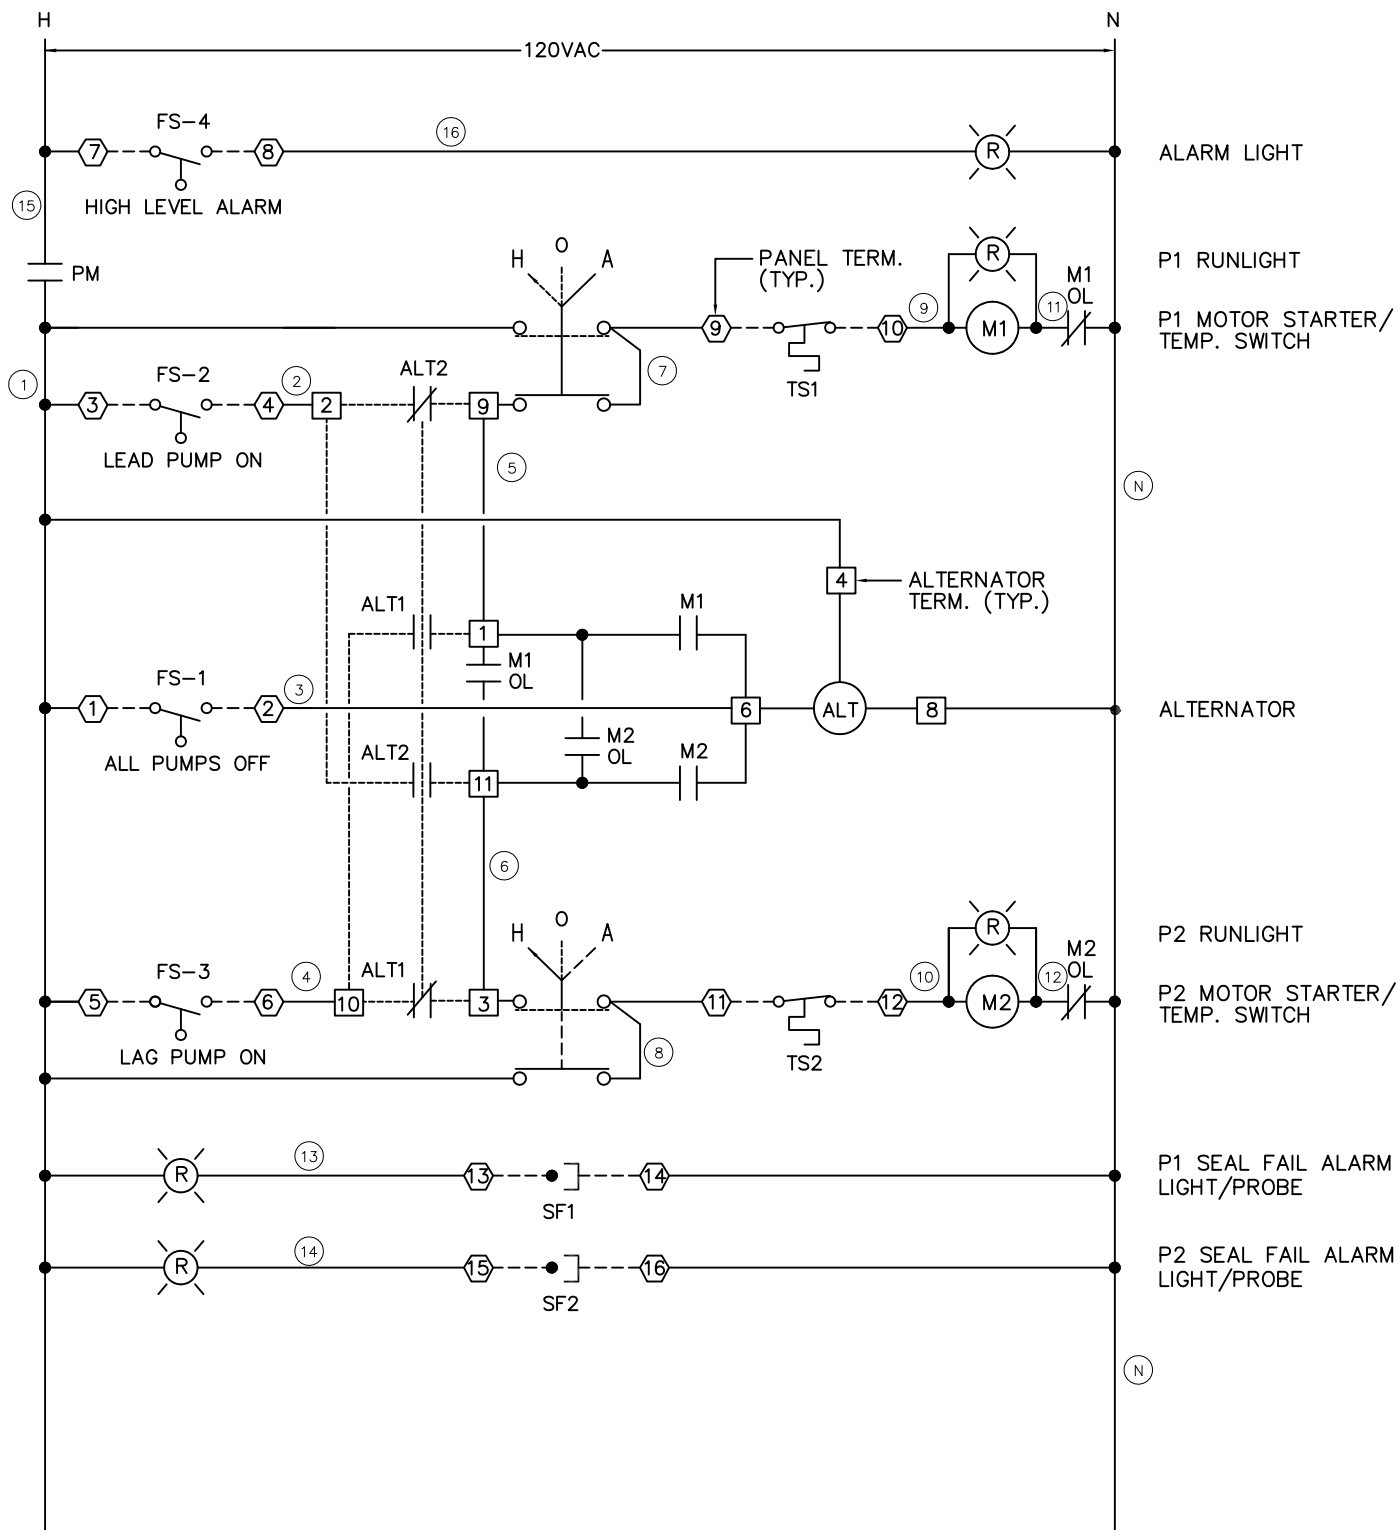 H
N
120VAC
FS-4
16
7
8
R
ALARM LIGHT
HIGH LEVEL ALARM
15
PM
H
O
A
PANEL TERM.
(TYP.)
R
P1 RUNLIGHT
M1
OL
9
11
9
10
M1
P1 MOTOR STARTER/
TEMP. SWITCH
TS1
7
1
FS-2
2
ALT2
3
4
2
9
LEAD PUMP ON
5
N
4
ALTERNATOR
TERM. (TYP.)
ALT1
M1
1
M1
OL
FS-1
3
1
2
6
ALT
8
ALTERNATOR
ALL PUMPS OFF
ALT2
M2
OL
M2
11
6
H
O
A
R
P2 RUNLIGHT
M2
OL
FS-3
4
ALT1
10
12
5
6
10
3
11
12
M2
P2 MOTOR STARTER/
TEMP. SWITCH
LAG PUMP ON
8
TS2
R
13
13
14
SF1
P1 SEAL FAIL ALARM
LIGHT/PROBE
R
14
15
16
SF2
P2 SEAL FAIL ALARM
LIGHT/PROBE
N